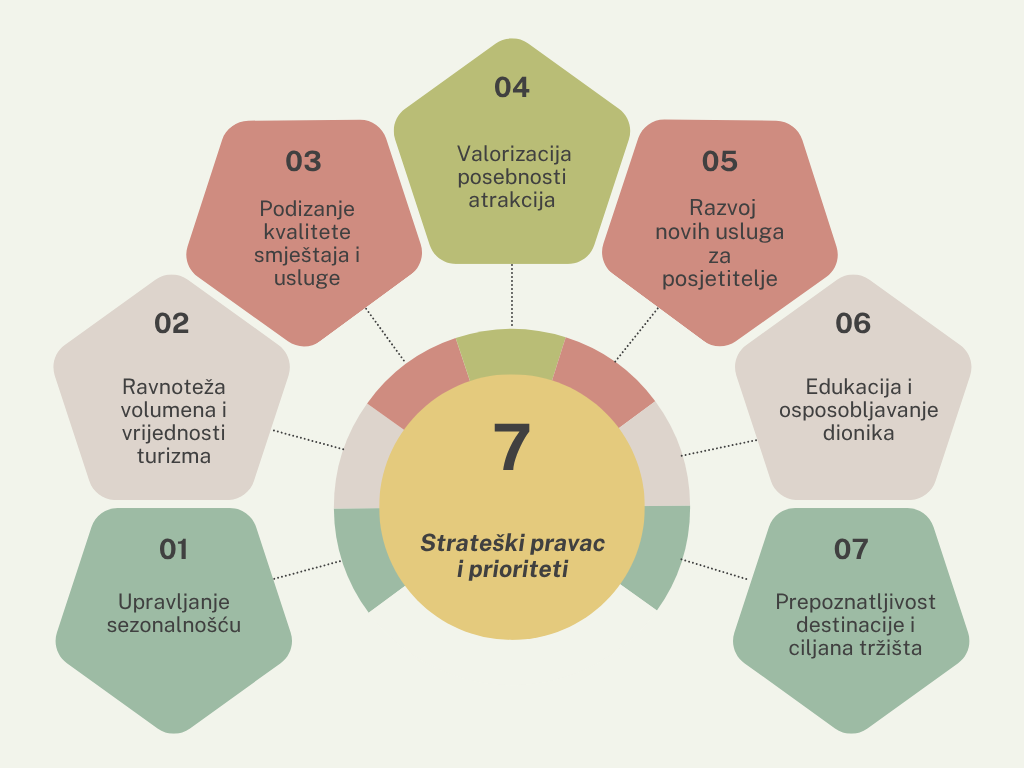 04
Valorizacija
posebnosti
atrakcija
03
Podizanje
kvalitete
smještaja i
usluge
05
Razvoj
novih usluga
za
posjetitelje
02
Ravnoteža
volumena i
vrijednosti
turizma
06
Edukacija i
osposobljavanje
dionika
7
Strateški pravac
i prioriteti
01
Upravljanje
sezonalnošću
07
Prepoznatljivost
destinacije i
ciljana tržišta